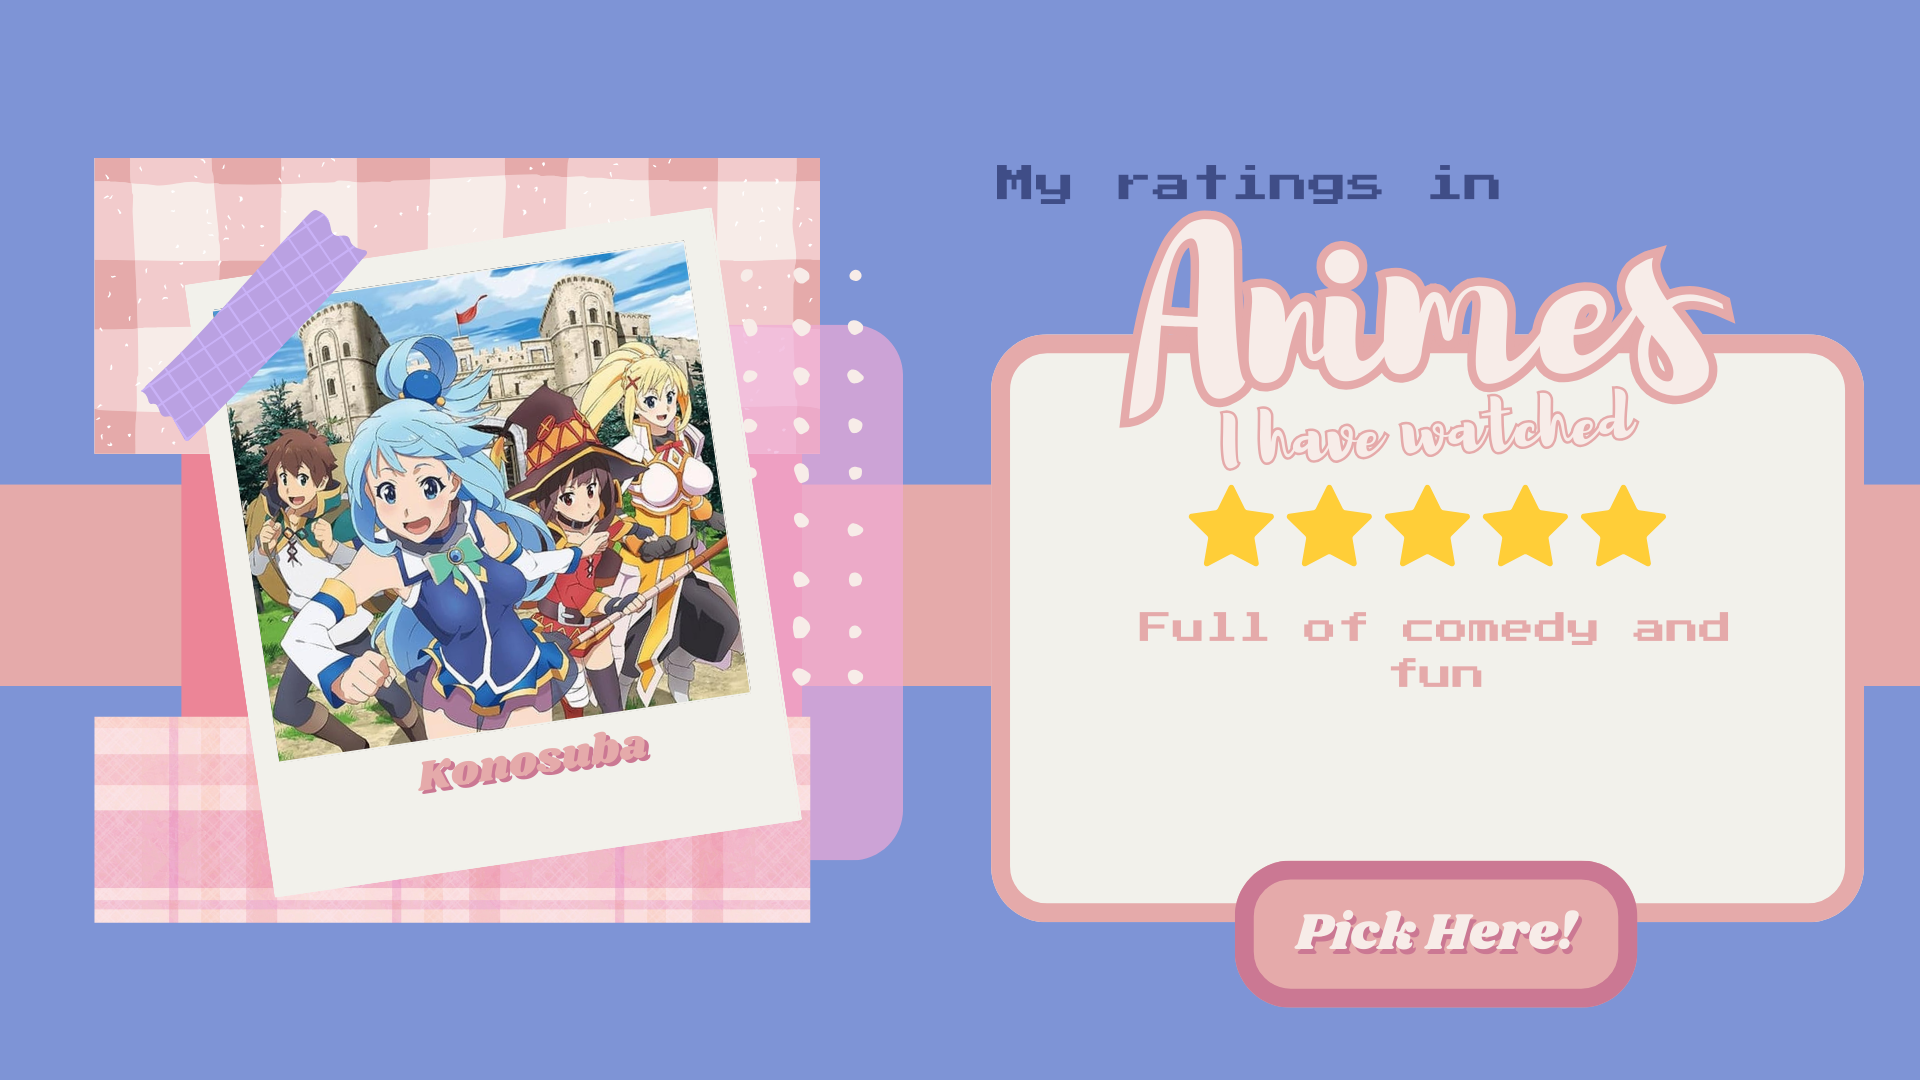 My ratings in
Animes
I have watched
Full of comedy and
fun
Konosuba
Pick Here!